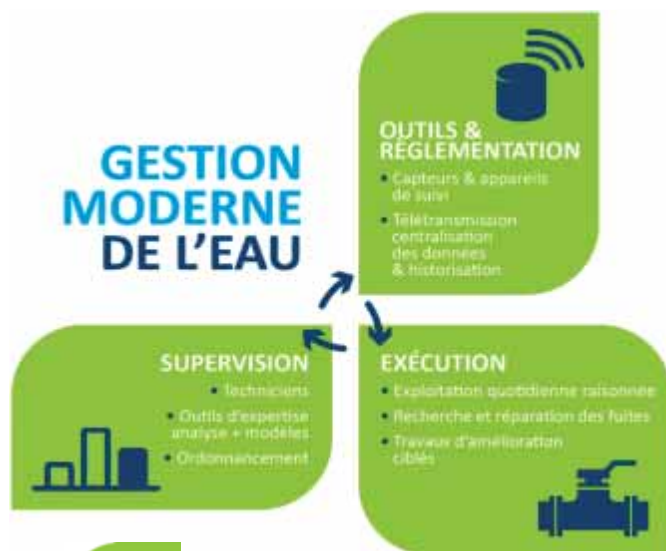 GESTION
MODERNE
DE L'EAU
OUTILS &
RÈGLEMENTATION
• Capteurs & appareils
de suivi
• Télétransmission
centralisation
des données
& historisation
SUPERVISION
• Techniciens
• Outils d'expertise
analyse + modèles
• Ordonnancement
EXÉCUTION
• Exploitation quotidienne raisonnée
• Recherche et réparation des fuites
• Travaux d'amélioration
ciblés